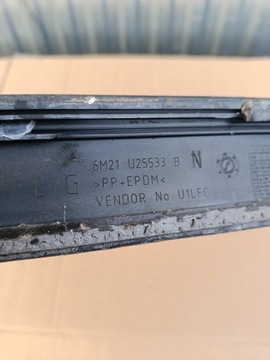 6M21 U25533 B N
L G
>PP+EPDM<
VENDOR No U1LFC